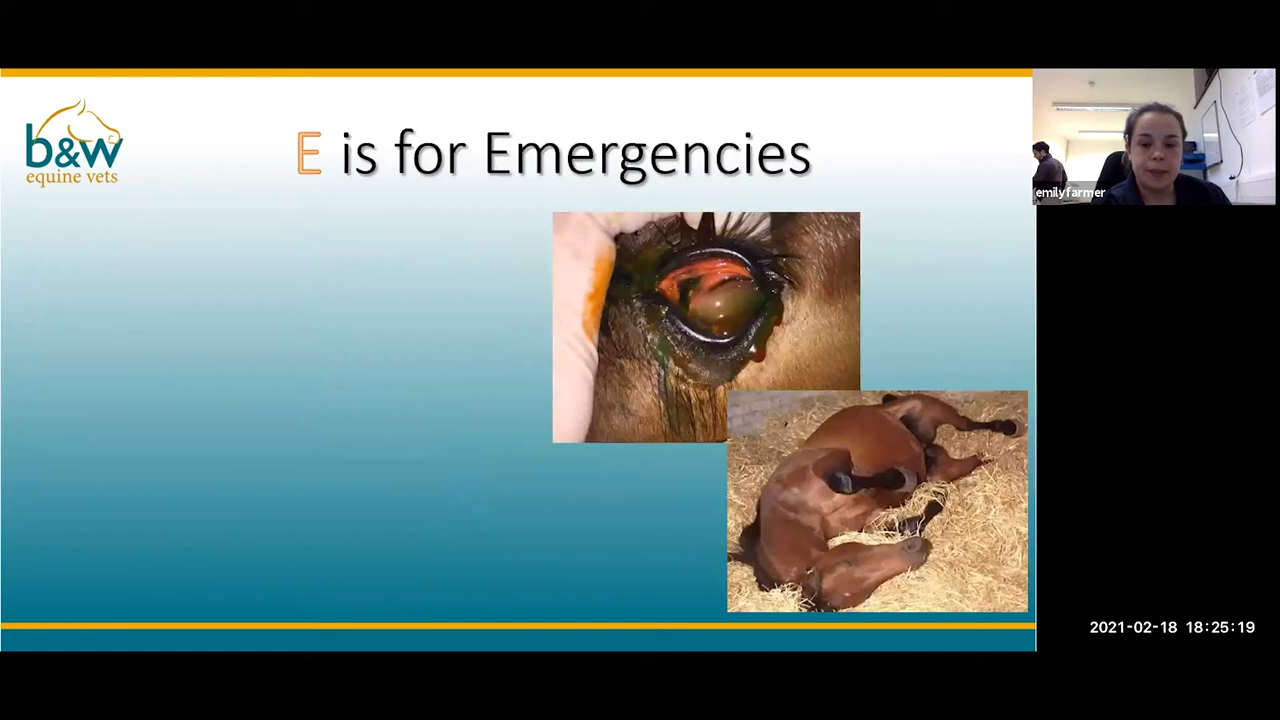 b&w
equine vets
E is for Emergencies
emilyfarmer
2021-02-18 18:25:19